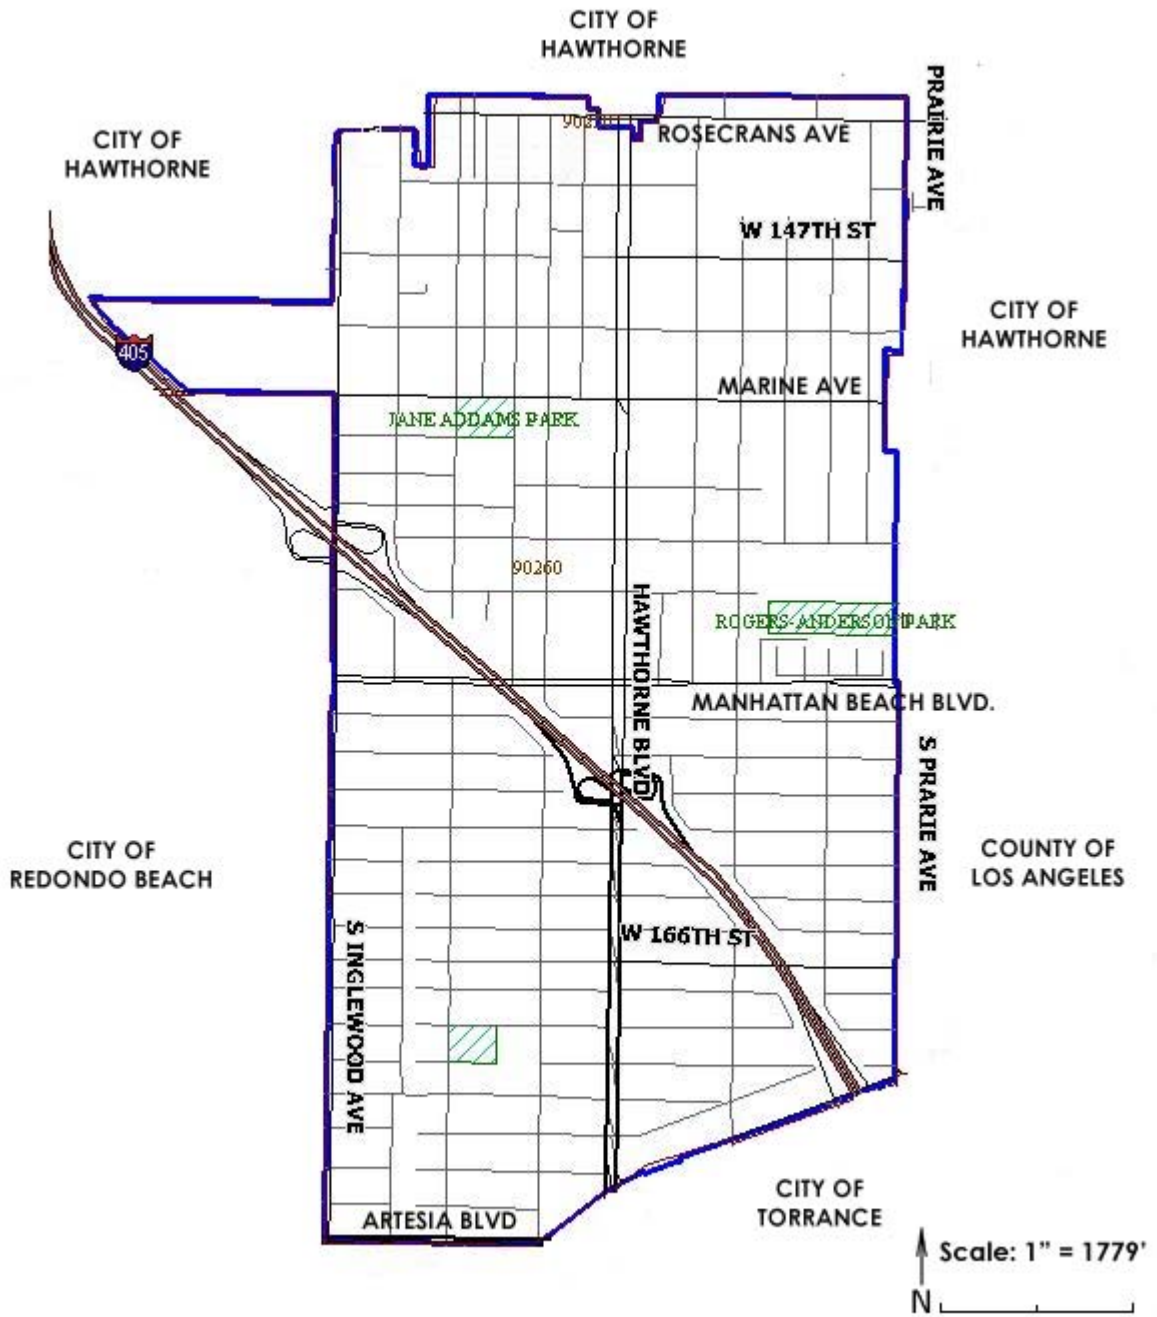 CITY OF
HAWTHORNE
PRAIRIE AVE
CITY OF
HAWTHORNE
ROSECRANS AVE
W 147TH ST
CITY OF
HAWTHORNE
405
MARINE AVE
JANE ADDAMS PARK
90260
HAWTHORNE BLVD
ROGERS-ANDERSON PARK
MANHATTAN BEACH BLVD.
S PRARIE AVE
CITY OF
REDONDO BEACH
COUNTY OF
LOS ANGELES
S INGLEWOOD AVE
W 166TH ST
CITY OF
TORRANCE
ARTESIA BLVD
Scale: 1" = 1779'
N